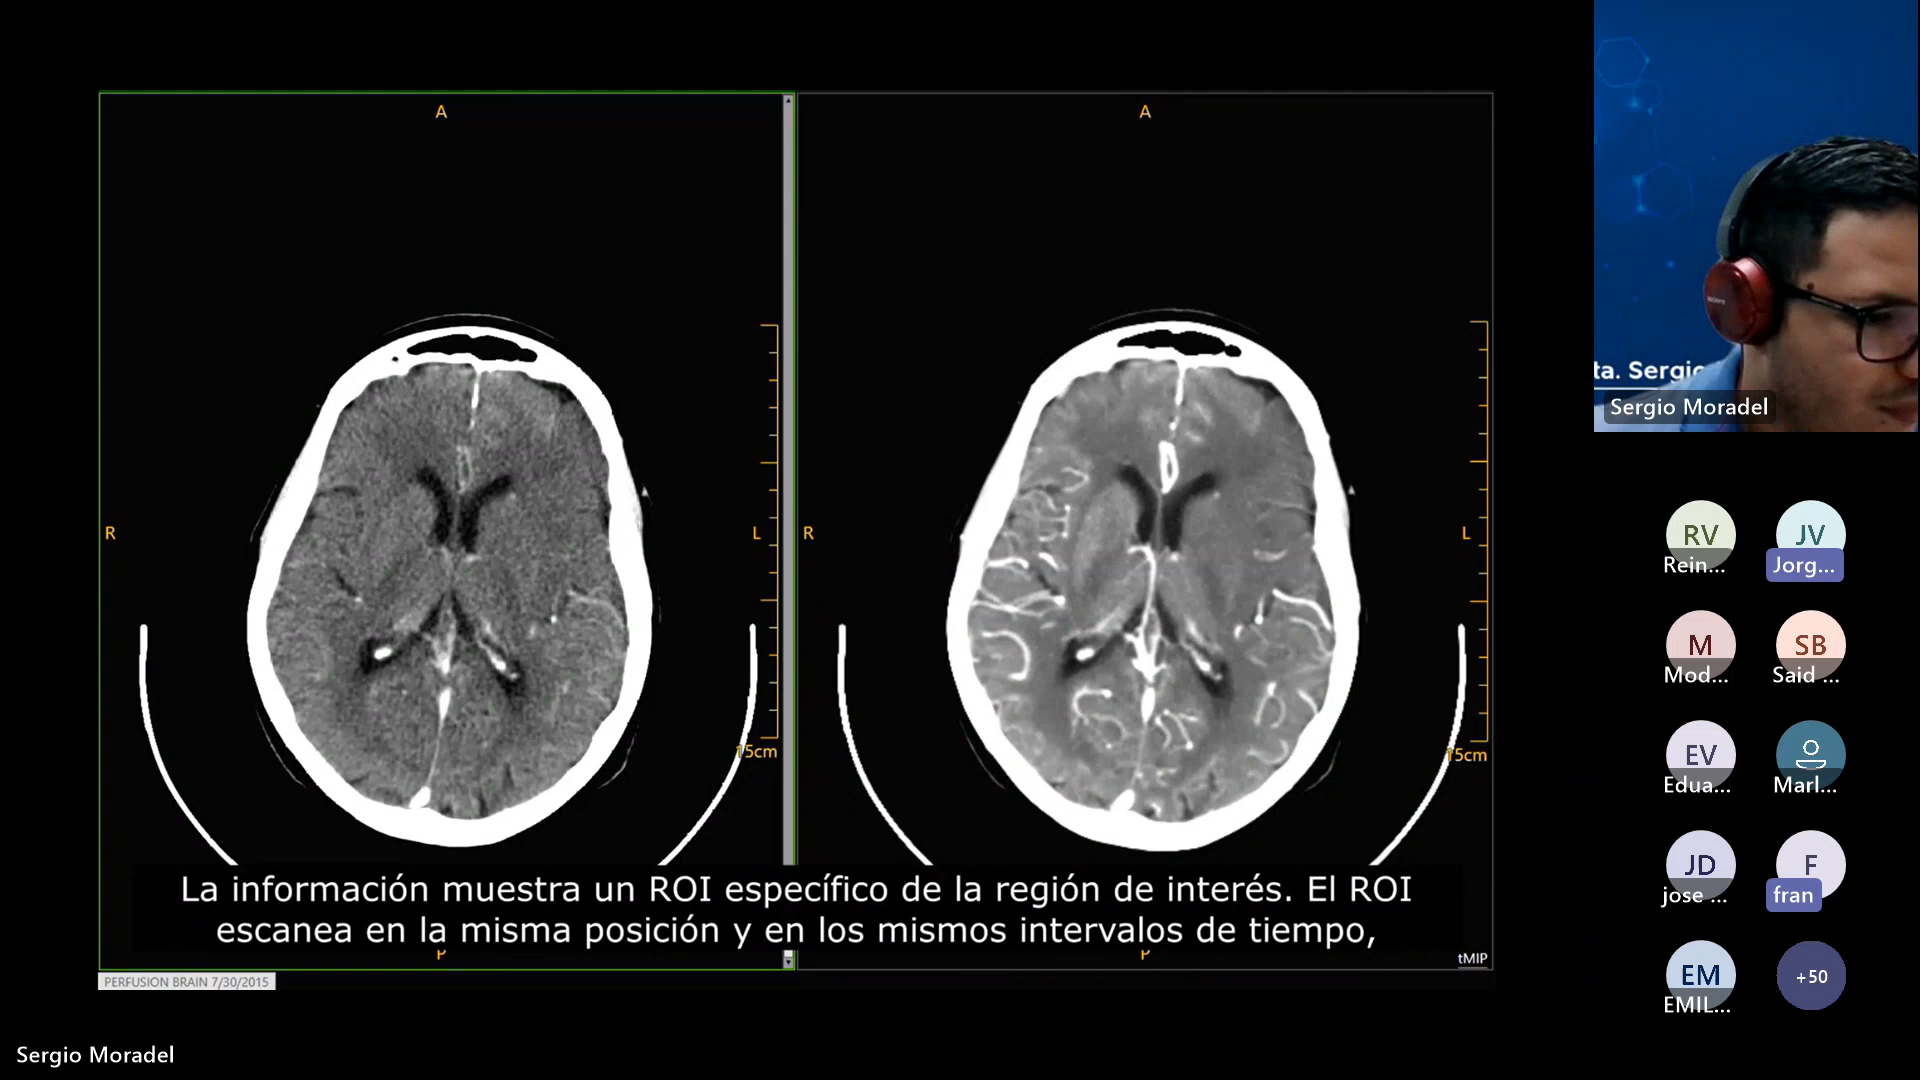 A
A
R
L
R
L
15cm
15cm
La información muestra un ROI específico de la región de interés. El ROI
escanea en la misma posición y en los mismos intervalos de tiempo,
P
P
tMIP
PERFUSION BRAIN 7/30/2015
Sergio Moradel
ta. Sergio
SONY
Sergio Moradel
RV
Rein...
JV
Jorg...
M
Mod...
SB
Said ...
EV
Edua...
Marl...
JD
jose ...
F
fran
EM
EMIL...
+50